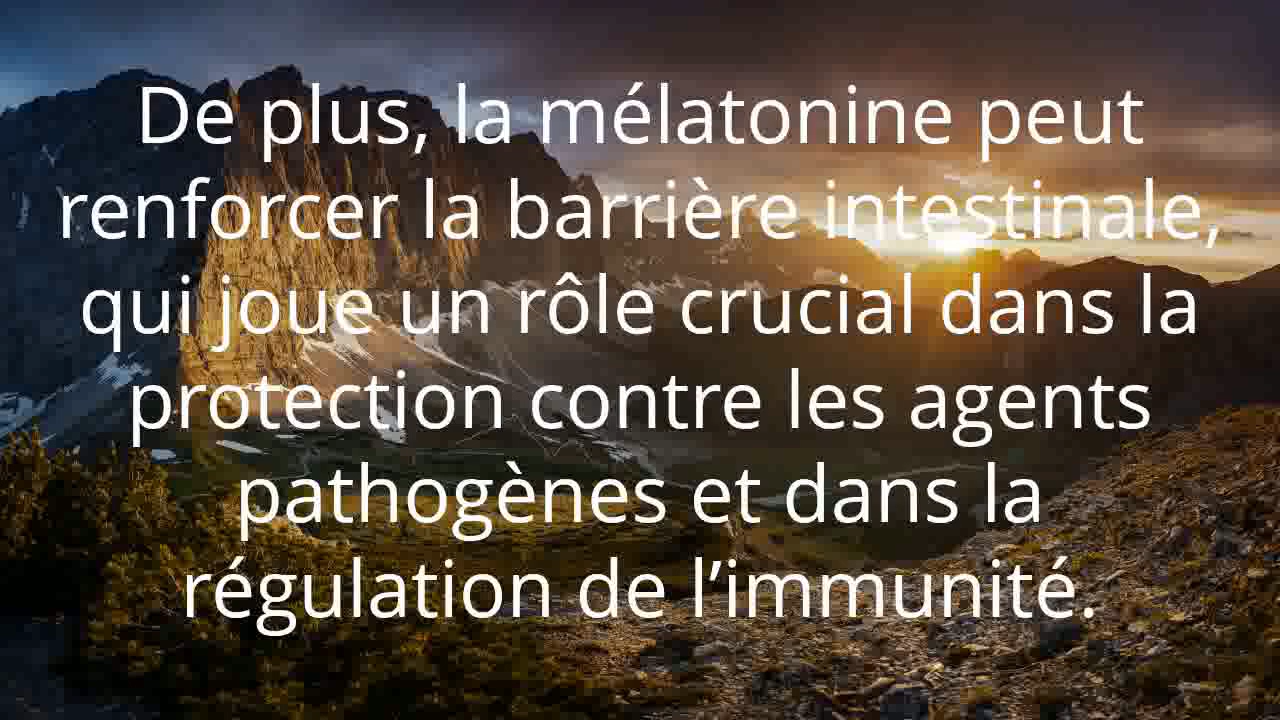 De plus, la mélatonine peut
renforcer la barrière intestinale,
qui joue un rôle crucial dans la
protection contre les agents
pathogènes et dans la
régulation de l’immunité.